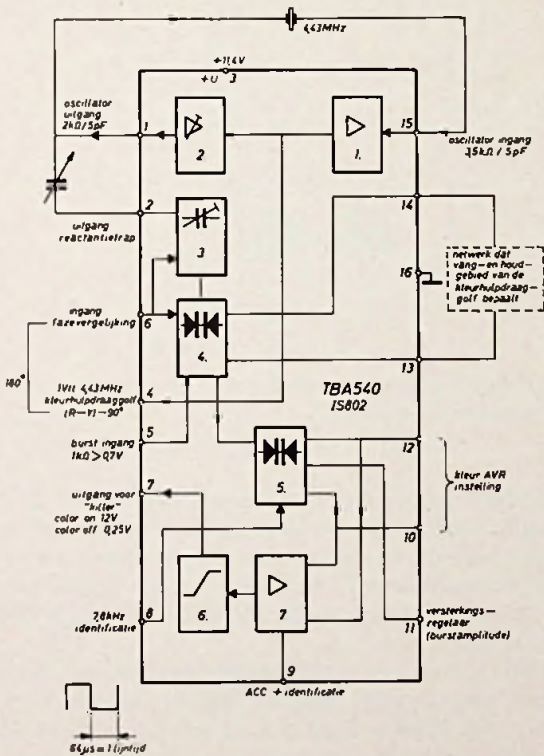 4,43MHz
+11,4V
+U 3
oscillator
uitgang
2kΩ/5pF
1
2.
1.
15
oscillator ingang
3,5kΩ / 5pF
2
uitgang
reactantietrap
3
14
netwerk dat
vang-en houd-
gebied van de
kleurhulpdraag-
golf bepaalt
16
ingang
fazevergelijking
6
4.
13
180°
1Vtt 4,43MHz
kleurhulpdraaggolf
(R-Y)-90°
4
TBA540
IS802
5
burst ingang
1kΩ > 0,7V
12
7
uitgang voor
"killer"
color on 12V
color off 0,25V
5.
kleur AVR
instelling
10
6.
7
8
7,8kHz
identificatie
11
versterkings-
regelaar
(burstamplitude)
9
ACC + identificatie
64µs = 1 lijntijd